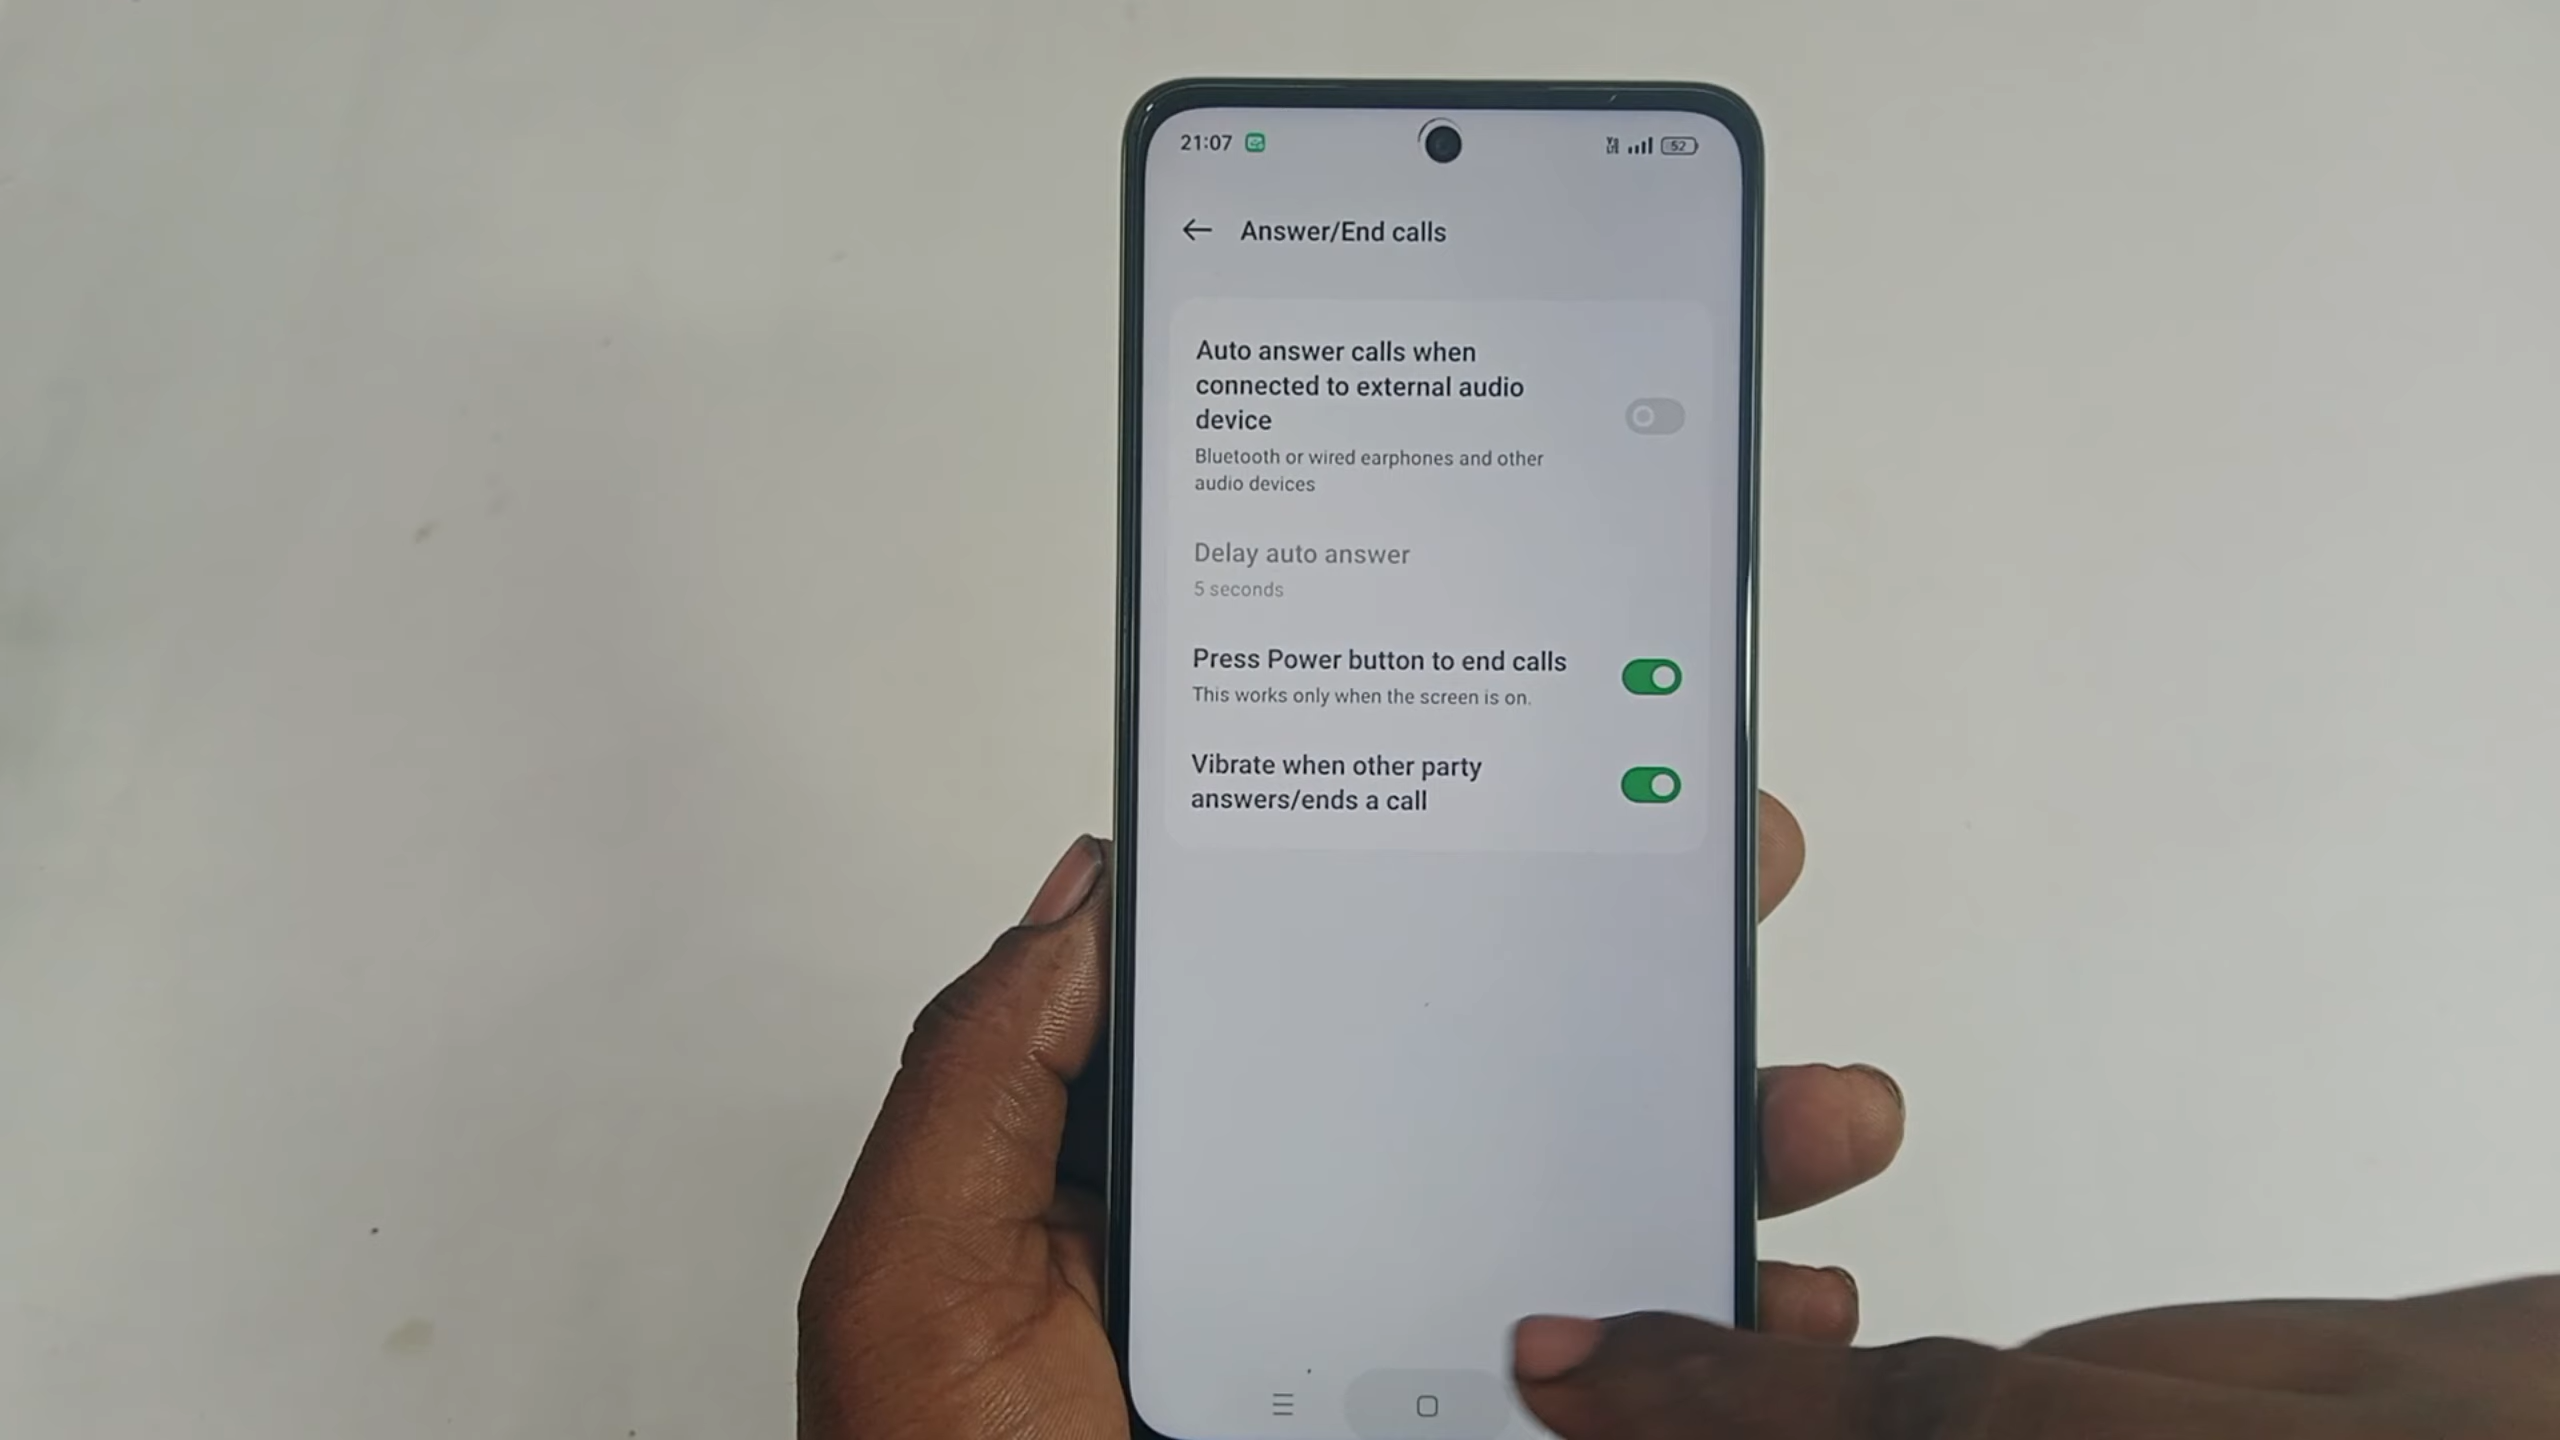 21:07
52
Answer/End calls
Auto answer calls when
connected to external audio
device
Bluetooth or wired earphones and other
audio devices
Delay auto answer
5 seconds
Press Power button to end calls
This works only when the screen is on.
Vibrate when other party
answers/ends a call